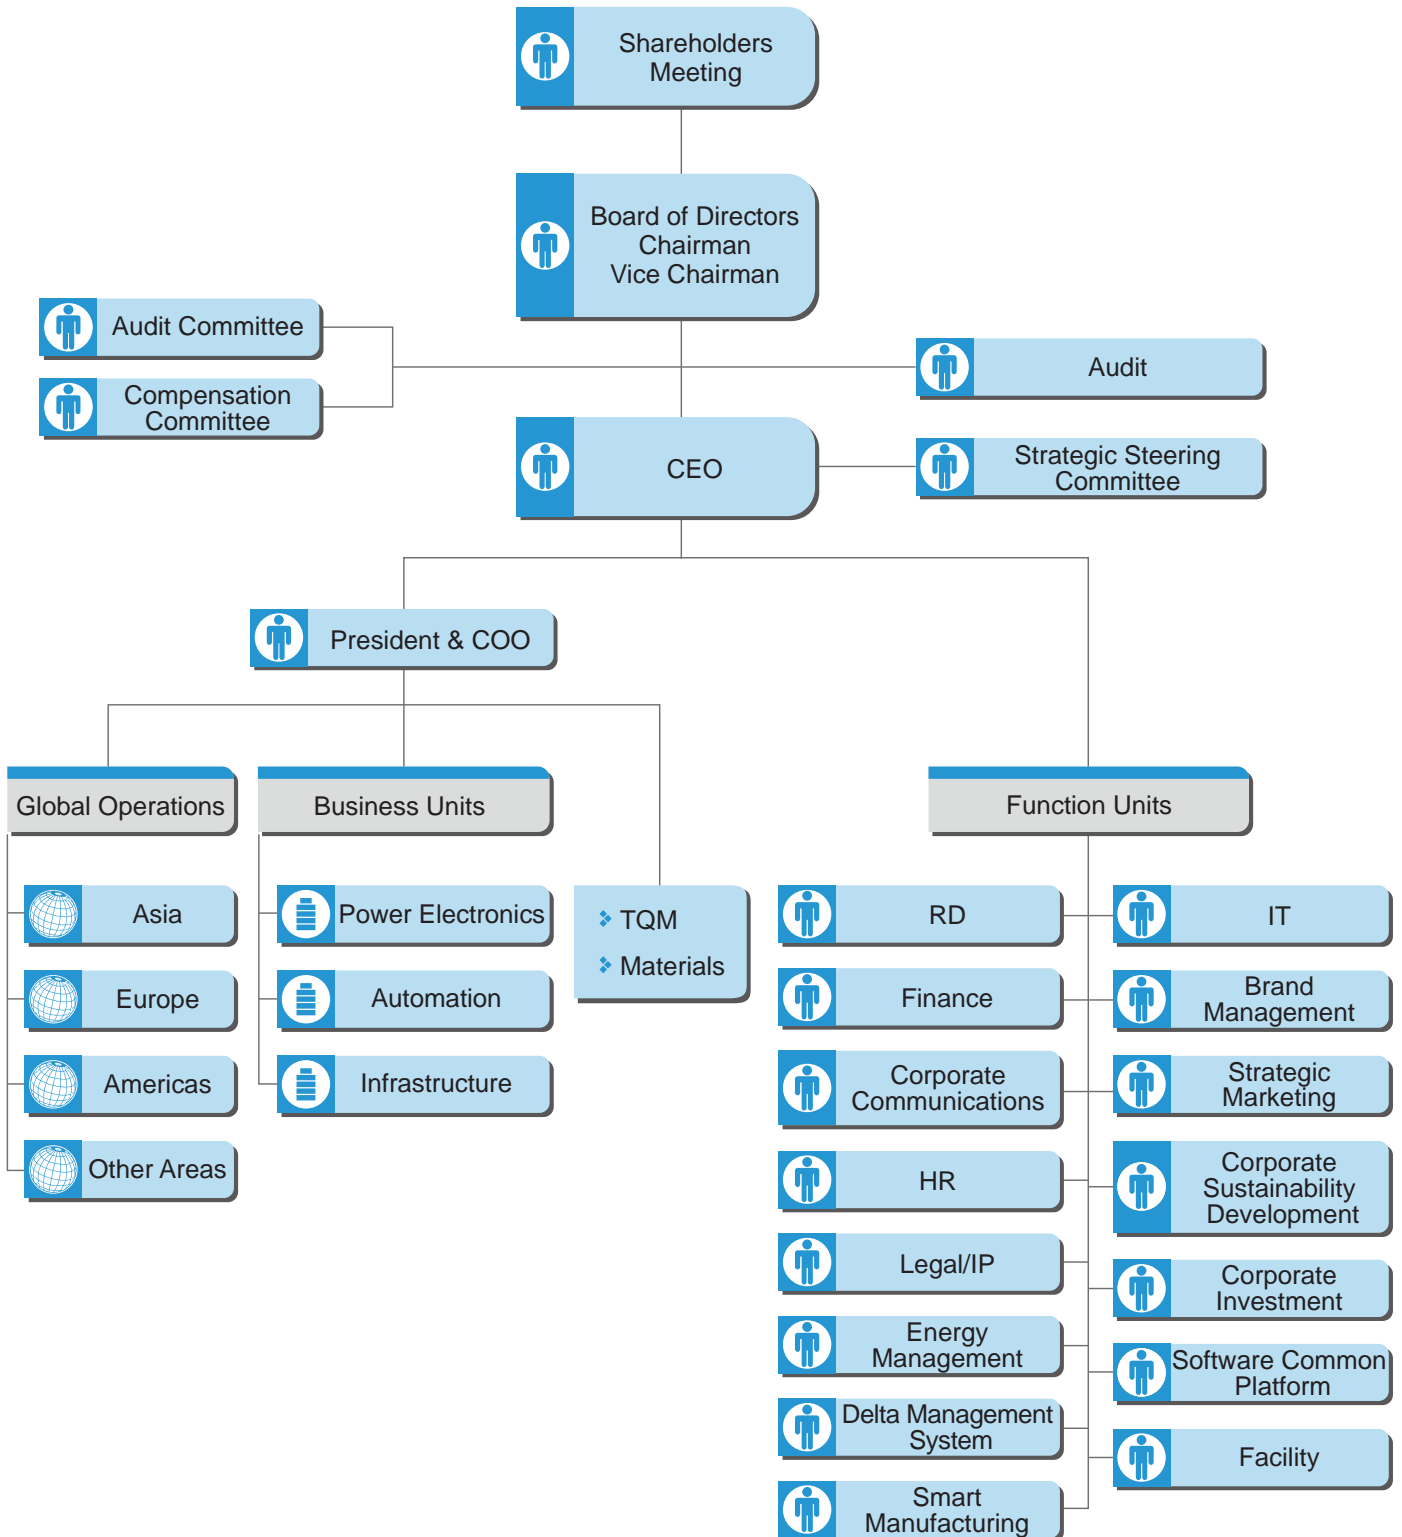 Shareholders
Meeting
Board of Directors
Chairman
Vice Chairman
Audit Committee
Compensation
Committee
Audit
CEO
Strategic Steering
Committee
President & COO
Global Operations
Asia
Europe
Americas
Other Areas
Business Units
Power Electronics
Automation
Infrastructure
TQM
Materials
Function Units
RD
Finance
Corporate
Communications
HR
Legal/IP
Energy
Management
Delta Management
System
Smart
Manufacturing
IT
Brand
Management
Strategic
Marketing
Corporate
Sustainability
Development
Corporate
Investment
Software Common
Platform
Facility